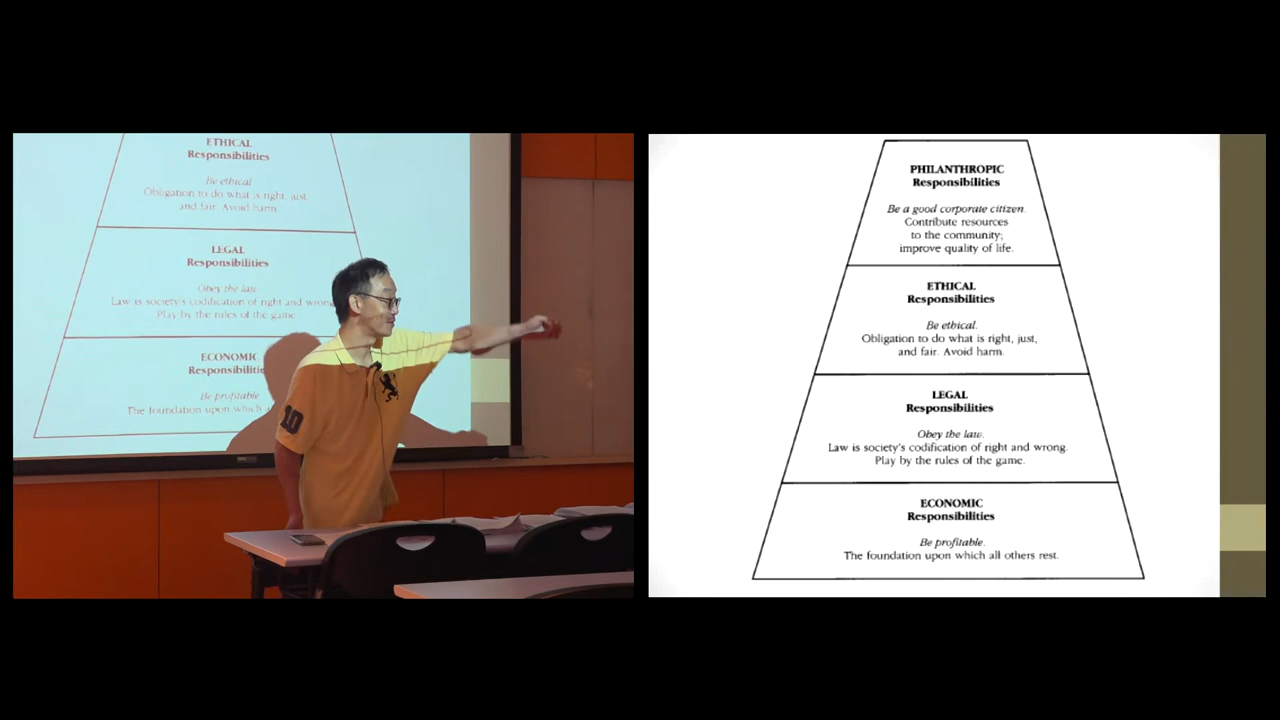 ETHICAL
Responsibilities
Be ethical
Obligation to do what is right, just,
and fair. Avoid harm
LEGAL
Responsibilities
Obey the law
Law is society's codification of right and wrong
Play by the rules of the game
ECONOMIC
Be profitable
The foundation upon which
10
PHILANTHROPIC
Responsibilities
Be a good corporate citizen.
Contribute resources
to the community;
improve quality of life.
ETHICAL
Responsibilities
Be ethical.
Obligation to do what is right, just,
and fair. Avoid harm.
LEGAL
Responsibilities
Obey the law.
Law is society's codification of right and wrong.
Play by the rules of the game.
ECONOMIC
Responsibilities
Be profitable.
The foundation upon which all others rest.